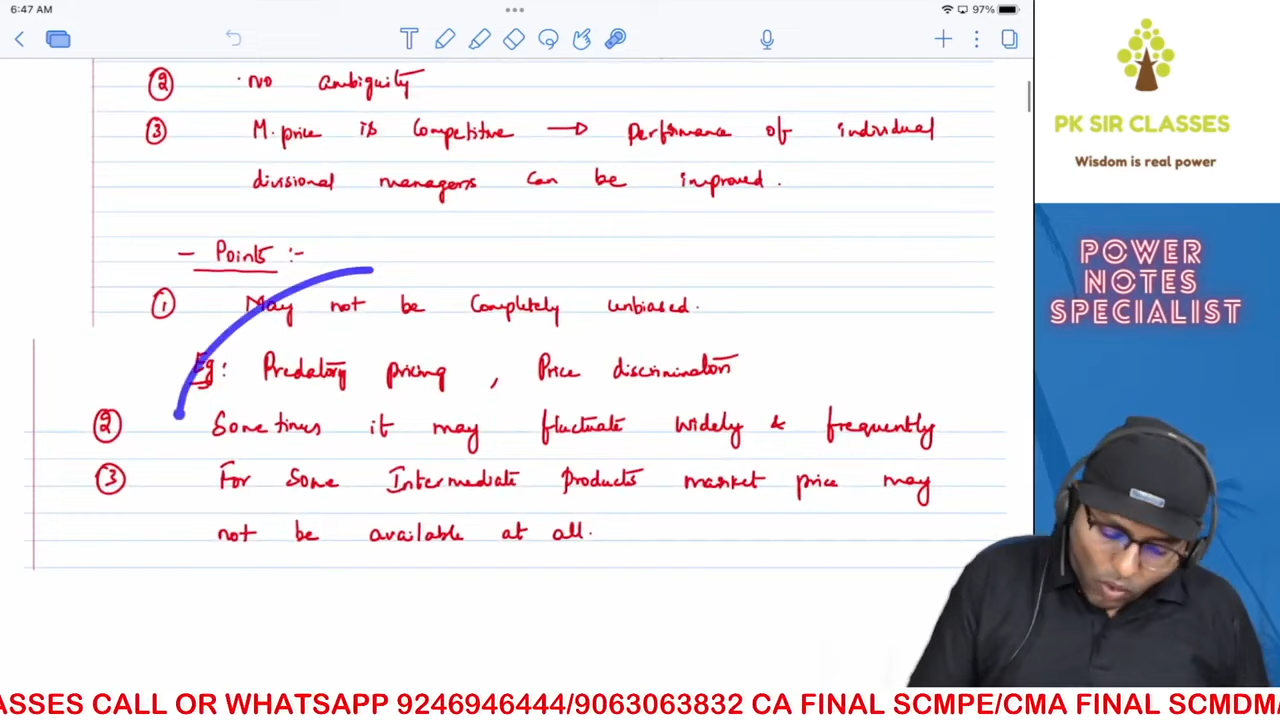 6:47 AM
97%
② no ambiguity
③ M.price is Competitive → Performance of individual
divisional managers can be improved.
- Points :-
① May not be Completely unbiased.
Eg: Predatory pricing , Price discrimination
② Sometimes it may fluctuate widely & frequently
③ For Some Intermediate Products market price may
not be available at all.
PK SIR CLASSES
Wisdom is real power
POWER
NOTES
SPECIALIST
ASSES CALL OR WHATSAPP 9246946444/9063063832 CA FINAL SCMPE/CMA FINAL SCMDMA